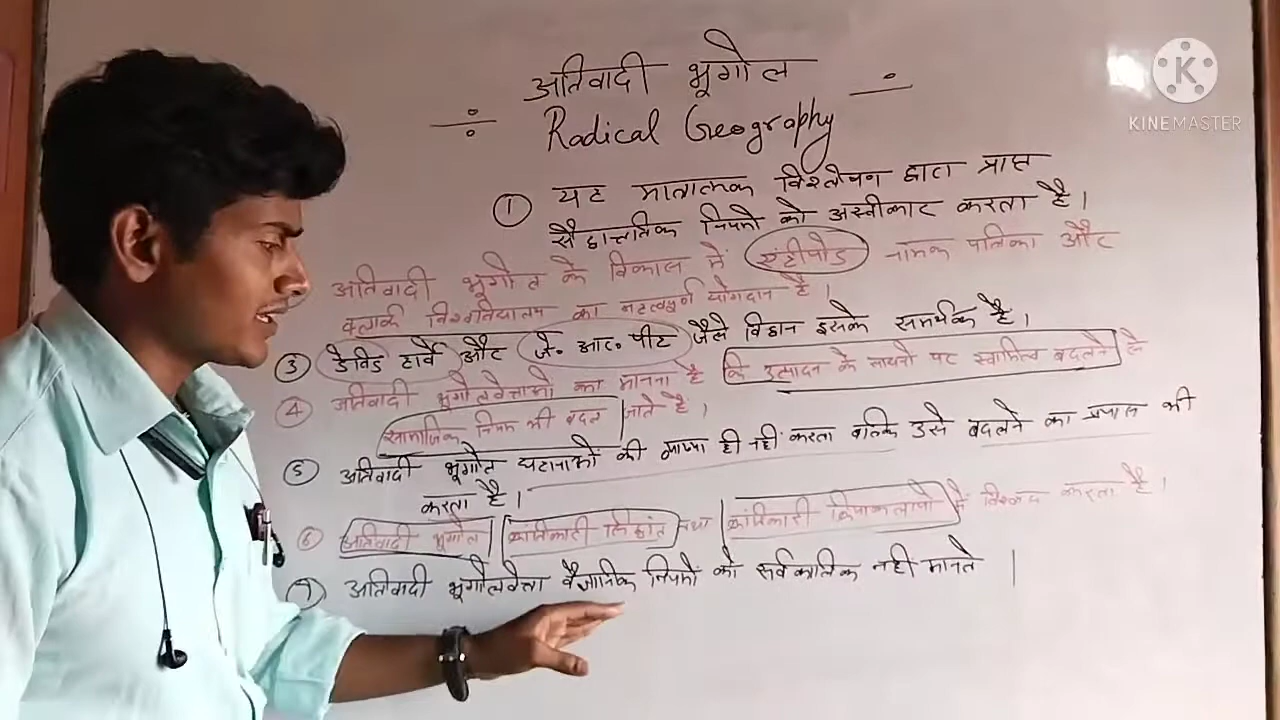 अतिवादी भूगोल
Radical Geography
KINEMASTER
① यह मात्रात्मक विश्लेषण द्वारा प्राप्त
सैद्धान्तिक नियमों को अस्वीकार करता है।
अतिवादी भूगोल के विकास में एंटीपोड नामक पत्रिका और
क्लार्क विश्वविद्यालय का महत्वपूर्ण योगदान है।
③ डेविड हार्वे और जे० आर० पीट जैसे विद्वान इसके समर्थक है।
④ अतिवादी भूगोलवेत्ताओ का मानना है कि उत्पादन के साधनो पर स्वामित्व बदलने से
सामाजिक नियम भी बदल जाते है।
⑤ अतिवादी भूगोल घटनाओ की व्याख्या ही नही करता बल्कि उसे बदलने का प्रयास भी
करता है।
⑥ अतिवादी भूगोल क्रांतिकारी सिद्धांत तथा क्रांतिकारी क्रियाकलापो में विश्वास करता है।
⑦ अतिवादी भूगोलवेत्ता वैज्ञानिक नियमो को सर्वकालिक नही मानते |